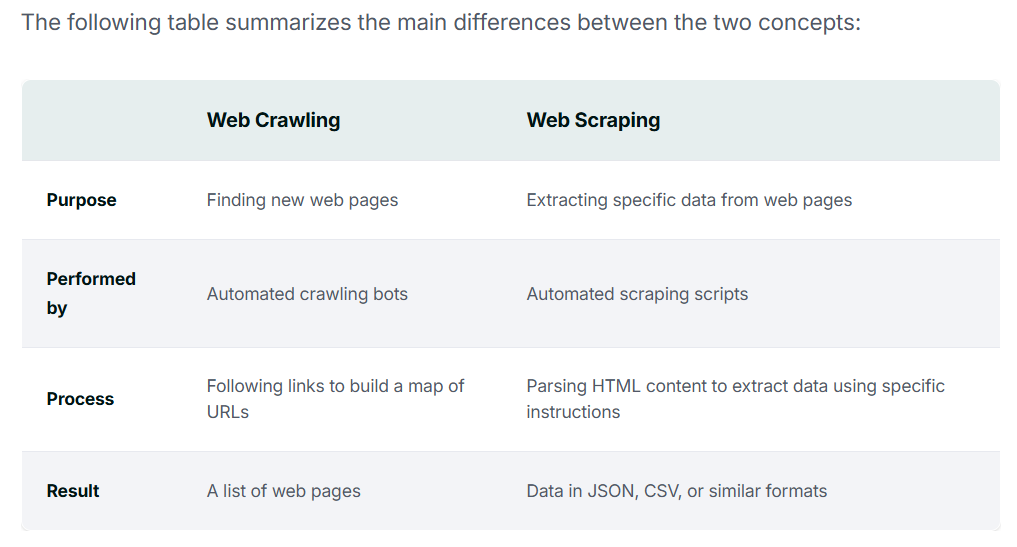 The following table summarizes the main differences between the two concepts:
Web Crawling Web Scraping
Purpose Finding new web pages Extracting specific data from web pages
Performed
by Automated crawling bots Automated scraping scripts
Process Following links to build a map of
URLs Parsing HTML content to extract data using specific
instructions
Result A list of web pages Data in JSON, CSV, or similar formats